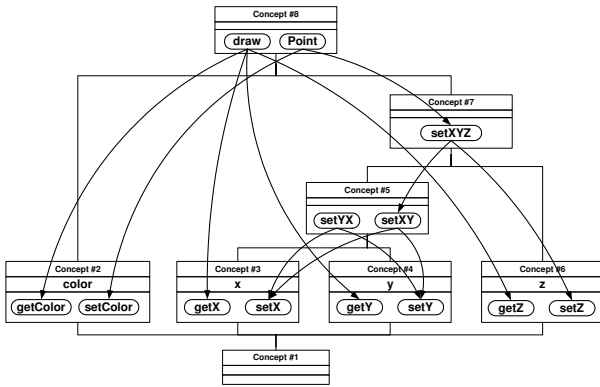 Concept #8
draw Point
Concept #7
setXYZ
Concept #5
setYX setXY
Concept #2
color
getColor setColor
Concept #3
x
getX setX
Concept #4
y
getY setY
Concept #6
z
getZ setZ
Concept #1